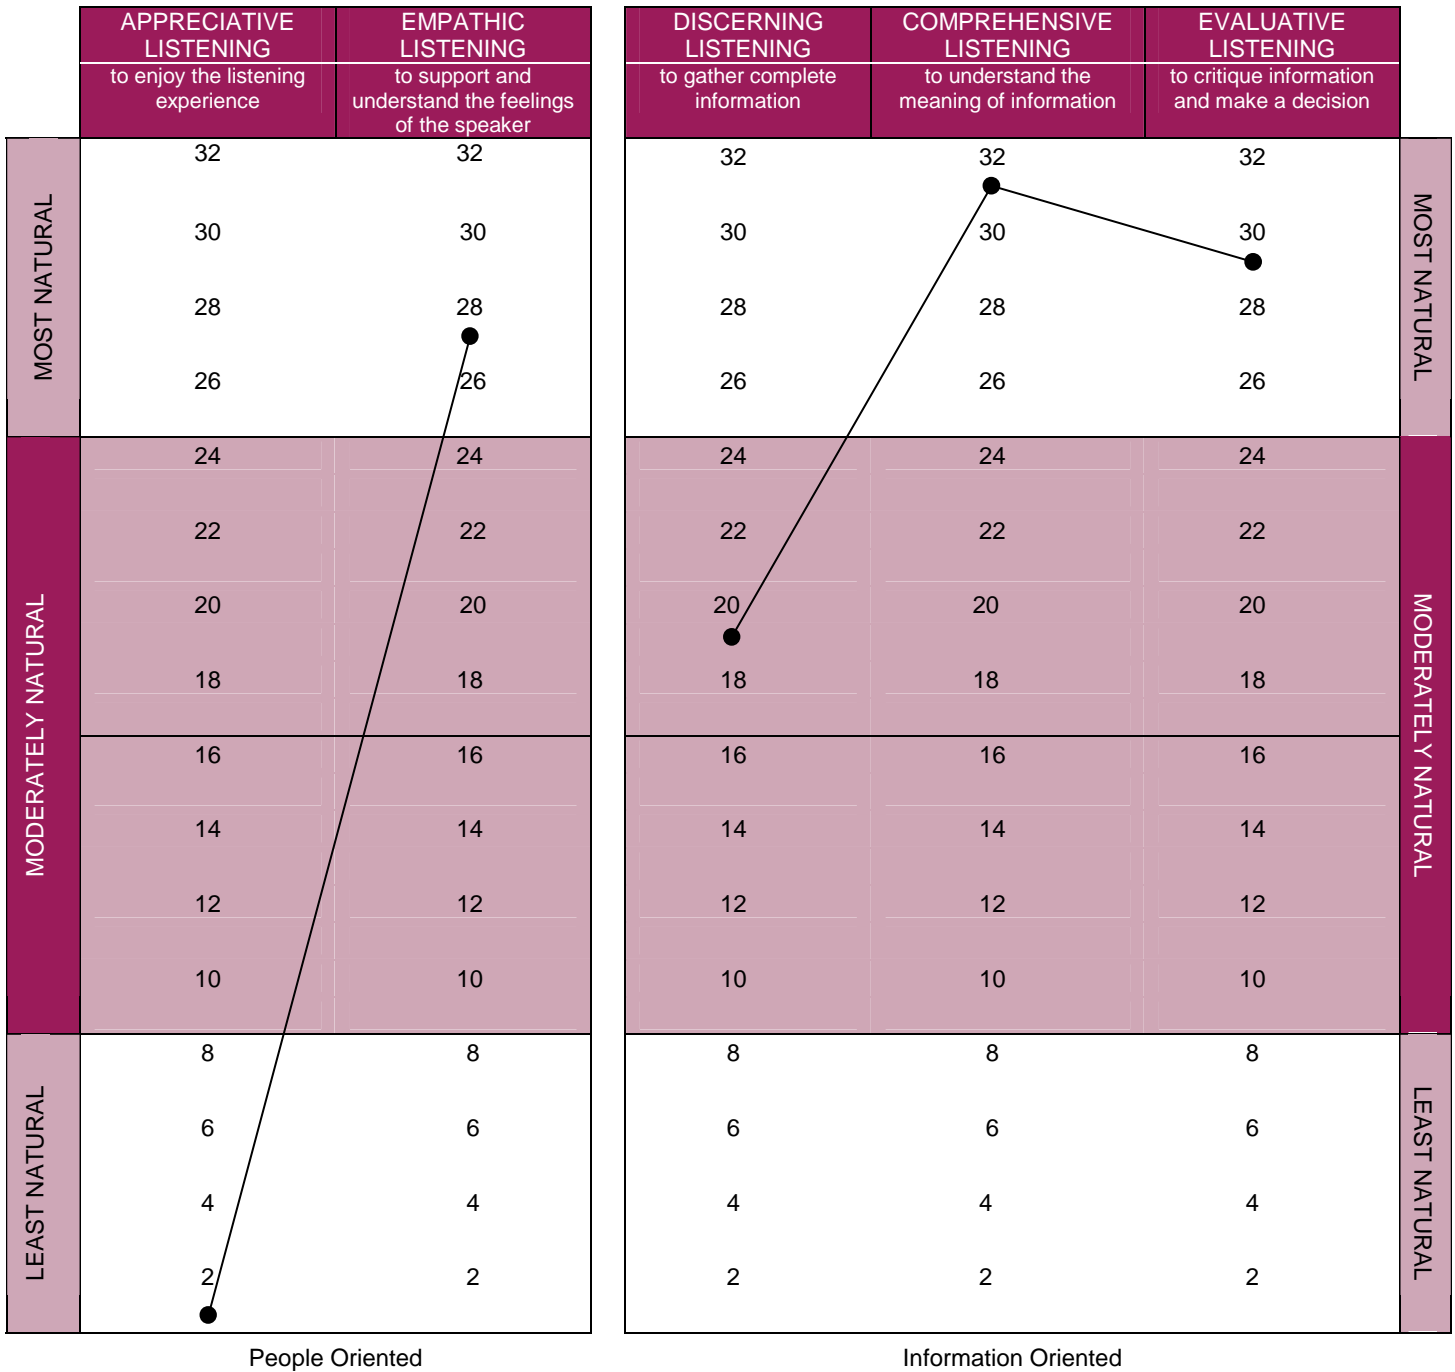 APPRECIATIVE
LISTENING
to enjoy the listening
experience
EMPATHIC
LISTENING
to support and
understand the feelings
of the speaker
DISCERNING
LISTENING
to gather complete
information
COMPREHENSIVE
LISTENING
to understand the
meaning of information
EVALUATIVE
LISTENING
to critique information
and make a decision
MOST NATURAL
32 32 32 32 32
30 30 30 30 30
28 28 28 28 28
26 26 26 26 26
MOST NATURAL
MODERATELY NATURAL
24 24 24 24 24
22 22 22 22 22
20 20 20 20 20
18 18 18 18 18
16 16 16 16 16
14 14 14 14 14
12 12 12 12 12
10 10 10 10 10
MODERATELY NATURAL
LEAST NATURAL
8 8 8 8 8
6 6 6 6 6
4 4 4 4 4
2 2 2 2 2
LEAST NATURAL
People Oriented
Information Oriented